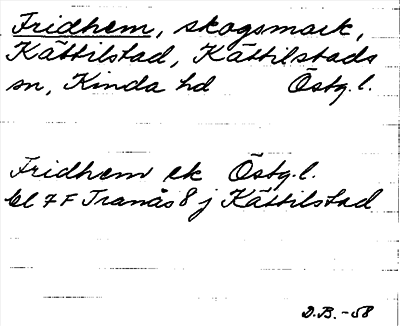 Fridhem, skogsmark,
Kättilstad, Kättilstads
sn, Kinda hd Östg.l.
Fridhem ek Östg.l.
bl 7 F Tranås 8 j Kättilstad
D.B. -58